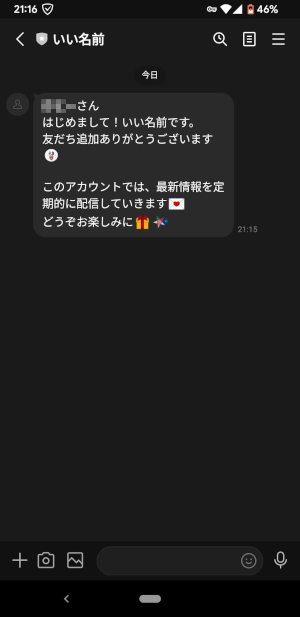 21:16
46%
いい名前
今日
さん
はじめまして！いい名前です。
友だち追加ありがとうございます
このアカウントでは、最新情報を定
期的に配信していきます
どうぞお楽しみに
21:15